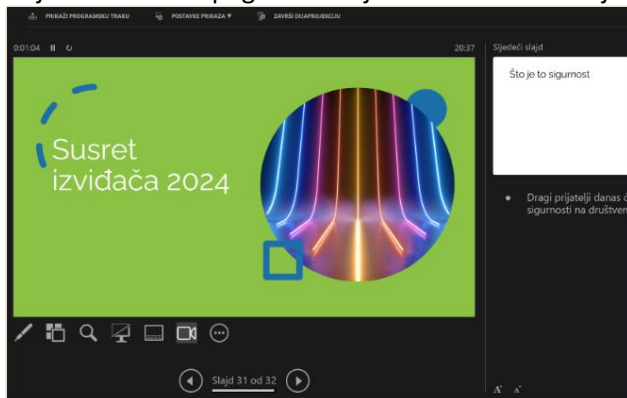 PRIKAŽI PROGRAMSKU TRAKU POSTAVKE PRIKAZA ▼ ZAVRŠI DIJAPROJEKCIJU
0:01:04 20:37
Susret
izviđača 2024
Slajd 31 od 32
Sljedeći slajd
Što je to sigurnost
• Dragi prijatelji danas
sigurnosti na
A A